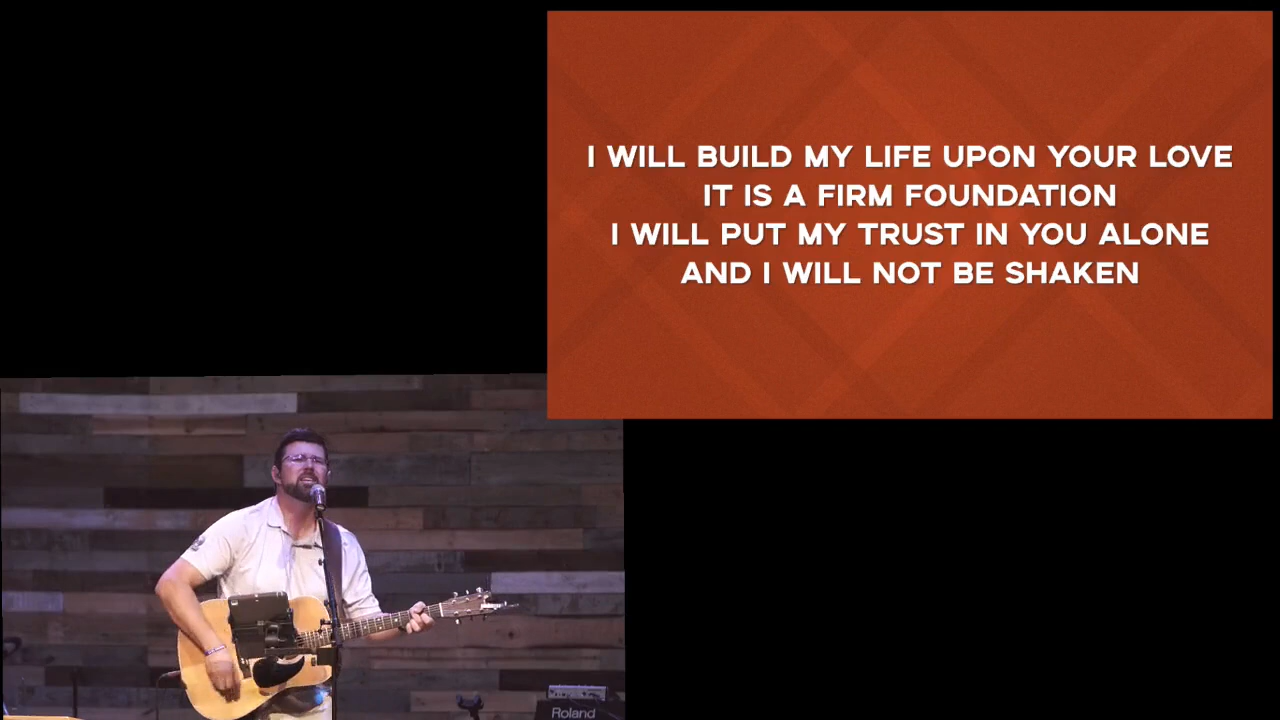 I WILL BUILD MY LIFE UPON YOUR LOVE
IT IS A FIRM FOUNDATION
I WILL PUT MY TRUST IN YOU ALONE
AND I WILL NOT BE SHAKEN
Roland